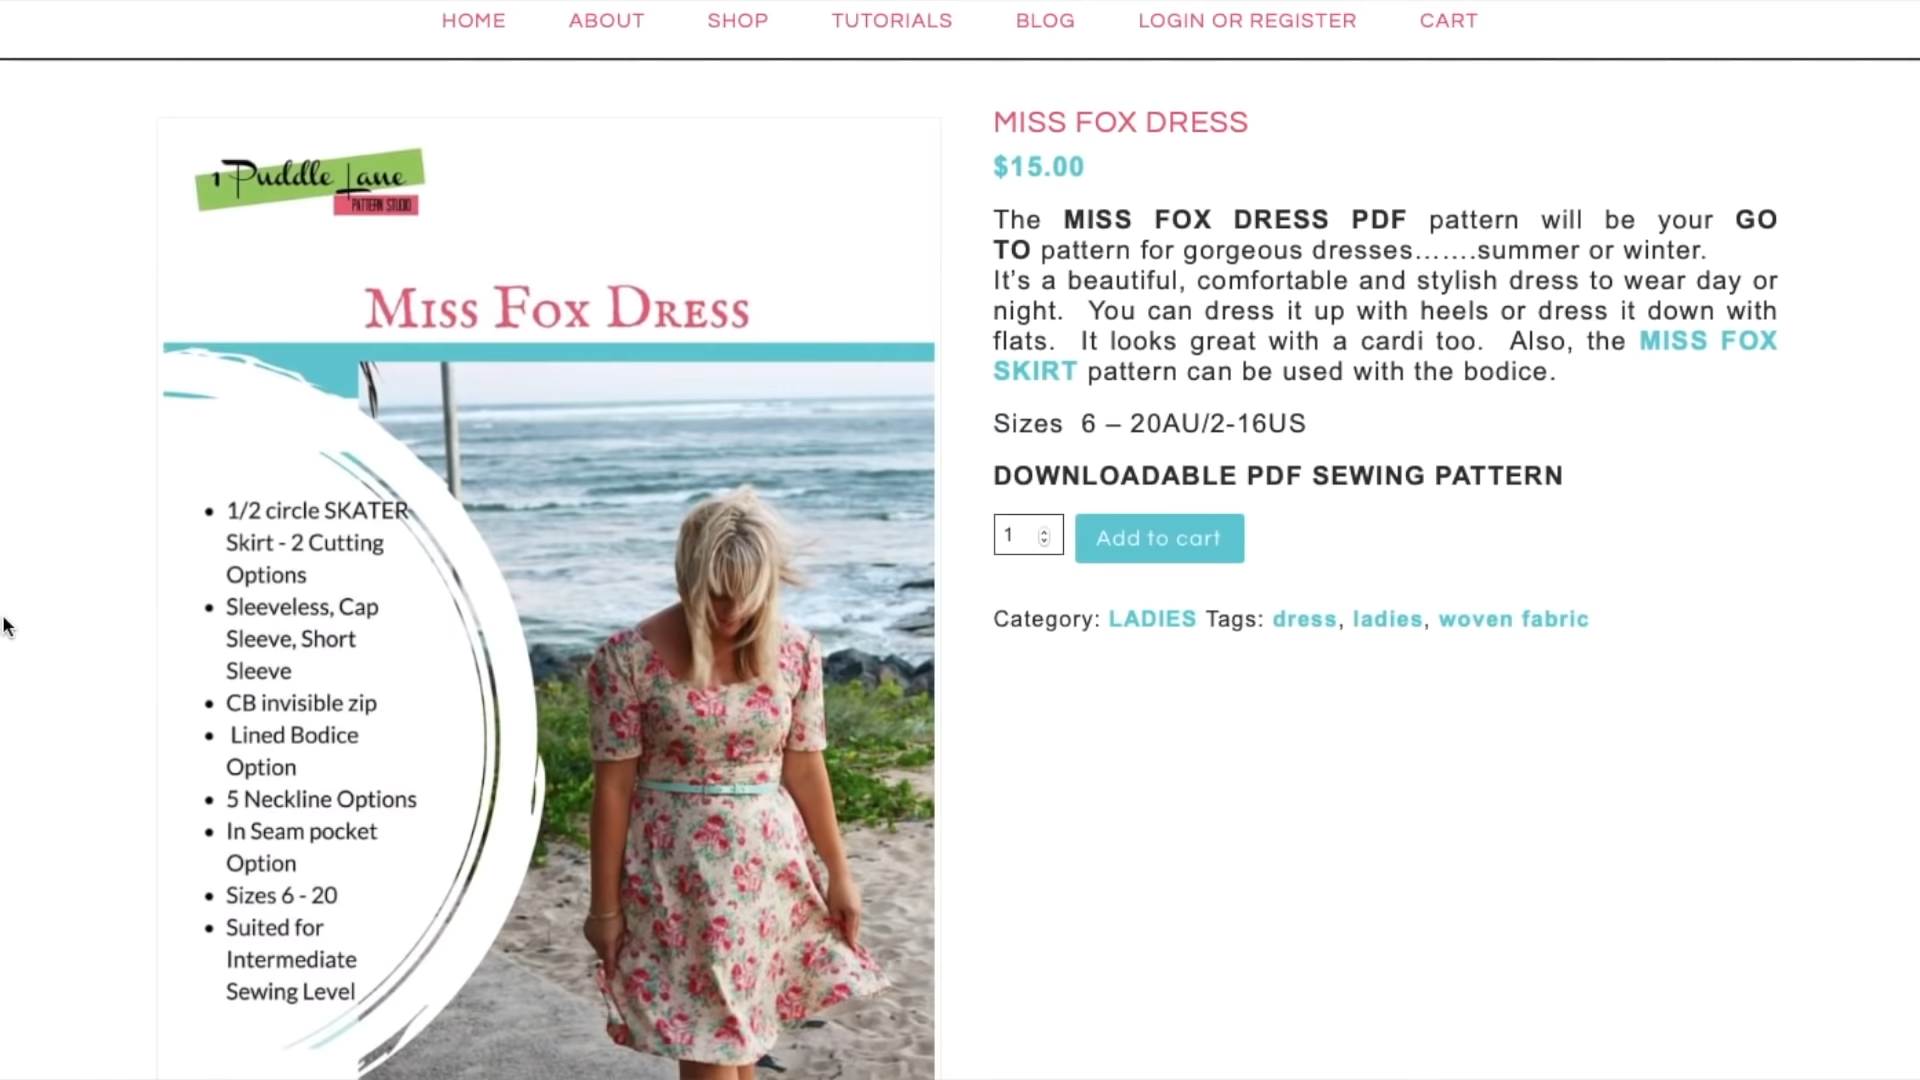 HOME ABOUT SHOP TUTORIALS BLOG LOGIN OR REGISTER CART
1 Puddle Lane
PATTERN STUDIO
Miss Fox Dress
• 1/2 circle SKATER
Skirt - 2 Cutting
Options
• Sleeveless, Cap
Sleeve, Short
Sleeve
• CB invisible zip
• Lined Bodice
Option
• 5 Neckline Options
• In Seam pocket
Option
• Sizes 6 - 20
• Suited for
Intermediate
Sewing Level
MISS FOX DRESS
$15.00
The MISS FOX DRESS PDF pattern will be your GO
TO pattern for gorgeous dresses…….summer or winter.
It’s a beautiful, comfortable and stylish dress to wear day or
night. You can dress it up with heels or dress it down with
flats. It looks great with a cardi too. Also, the MISS FOX
SKIRT pattern can be used with the bodice.
Sizes 6 – 20AU/2-16US
DOWNLOADABLE PDF SEWING PATTERN
1 Add to cart
Category: LADIES Tags: dress, ladies, woven fabric